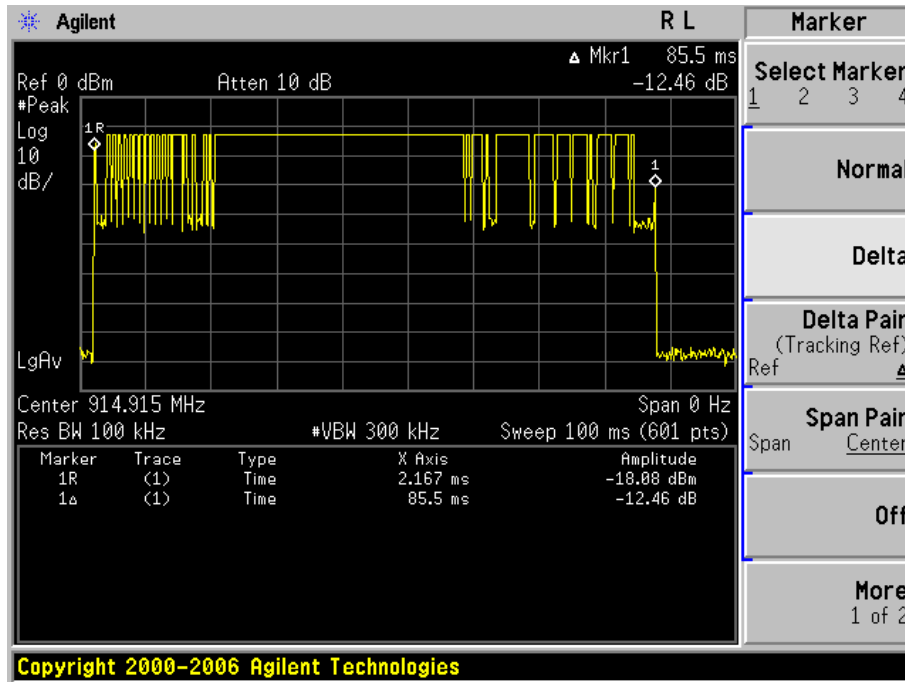 Agilent R L Marker
Δ Mkr1 85.5 ms
Ref 0 dBm Atten 10 dB -12.46 dB
#Peak
Log
10
dB/
1R
1
LgAv
Center 914.915 MHz Span 0 Hz
Res BW 100 kHz #VBW 300 kHz Sweep 100 ms (601 pts)
Marker Trace Type X Axis Amplitude
1R (1) Time 2.167 ms -18.08 dBm
1Δ (1) Time 85.5 ms -12.46 dB
Select Marker
1 2 3 4
Normal
Delta
Delta Pair
(Tracking Ref)
Ref Δ
Span Pair
Span Center
Off
More
1 of 2
Copyright 2000-2006 Agilent Technologies